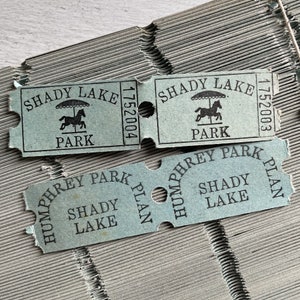 SHADY LAKE
PARK
1752004
SHADY LAKE
PARK
1752003
HUMPHREY PARK PLAN
SHADY
LAKE
HUMPHREY PARK PLAN
SHADY
LAKE